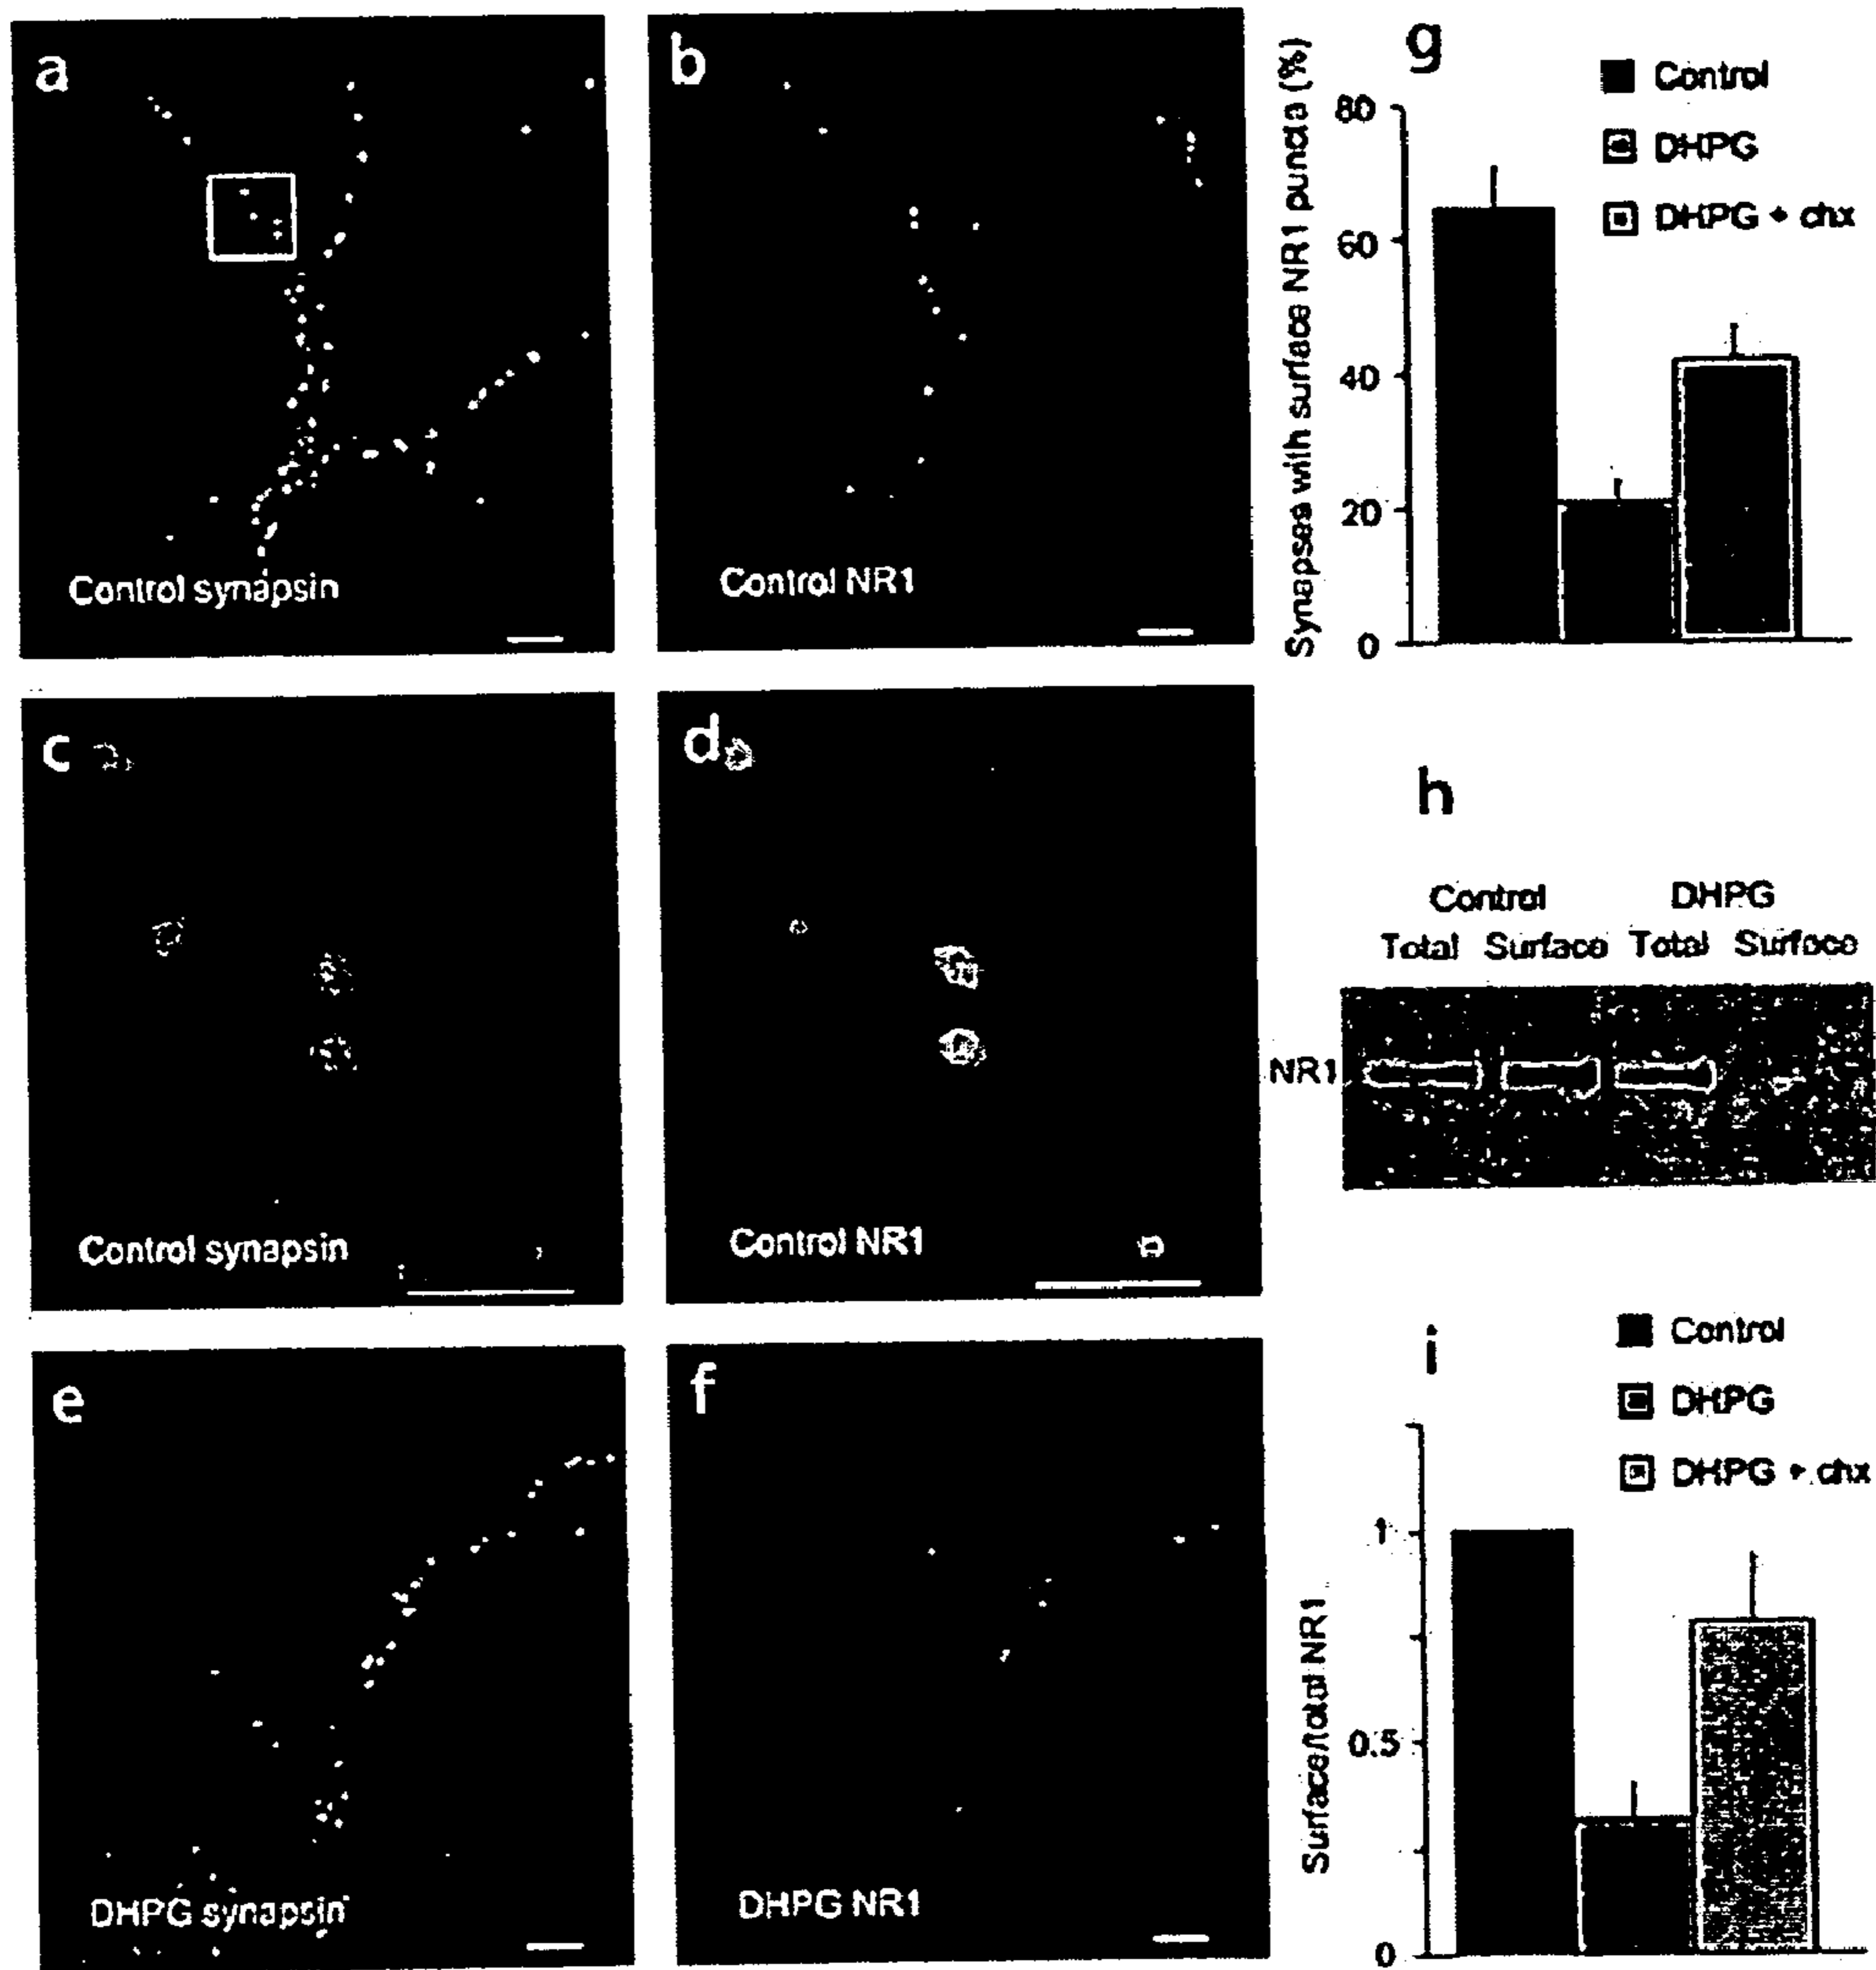 a
Control synapsin
b
Control NR1
c
Control synapsin
d
Control NR1
e
DHPG synapsin
f
DHPG NR1
g
Control
DHPG
DHPG + chx
Synapses with surface NR1 puncta (%)
80
60
40
20
0
h
Control DHPG
Total Surface Total Surface
NR1
i
Control
DHPG
DHPG + chx
Surface/total NR1
1
0.5
0